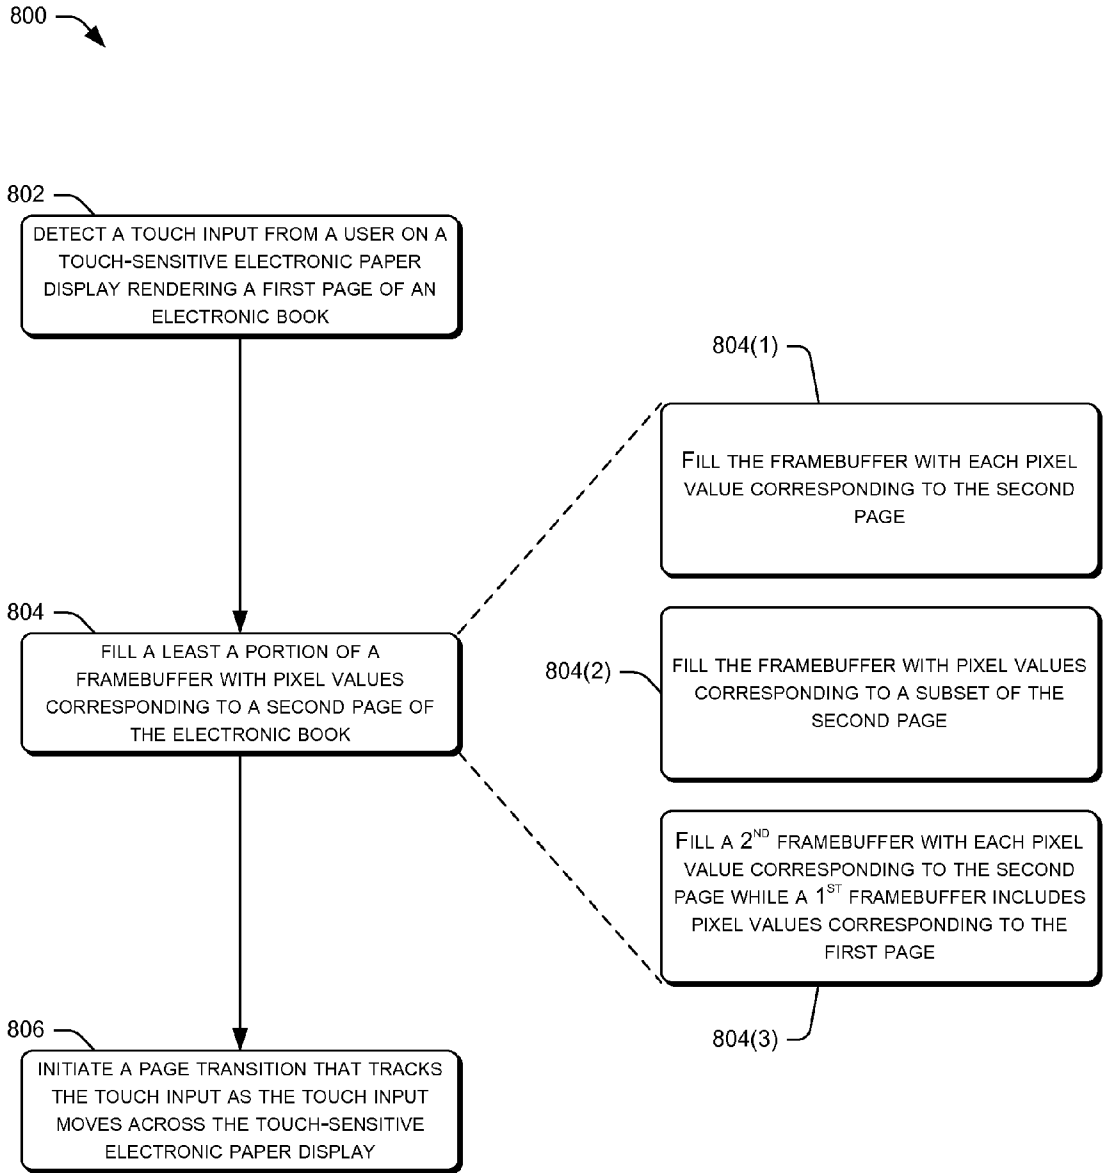 800
802
DETECT A TOUCH INPUT FROM A USER ON A
TOUCH-SENSITIVE ELECTRONIC PAPER
DISPLAY RENDERING A FIRST PAGE OF AN
ELECTRONIC BOOK
804
FILL A LEAST A PORTION OF A
FRAMEBUFFER WITH PIXEL VALUES
CORRESPONDING TO A SECOND PAGE OF
THE ELECTRONIC BOOK
804(1)
FILL THE FRAMEBUFFER WITH EACH PIXEL
VALUE CORRESPONDING TO THE SECOND
PAGE
804(2)
FILL THE FRAMEBUFFER WITH PIXEL VALUES
CORRESPONDING TO A SUBSET OF THE
SECOND PAGE
FILL A 2ND FRAMEBUFFER WITH EACH PIXEL
VALUE CORRESPONDING TO THE SECOND
PAGE WHILE A 1ST FRAMEBUFFER INCLUDES
PIXEL VALUES CORRESPONDING TO THE
FIRST PAGE
804(3)
806
INITIATE A PAGE TRANSITION THAT TRACKS
THE TOUCH INPUT AS THE TOUCH INPUT
MOVES ACROSS THE TOUCH-SENSITIVE
ELECTRONIC PAPER DISPLAY